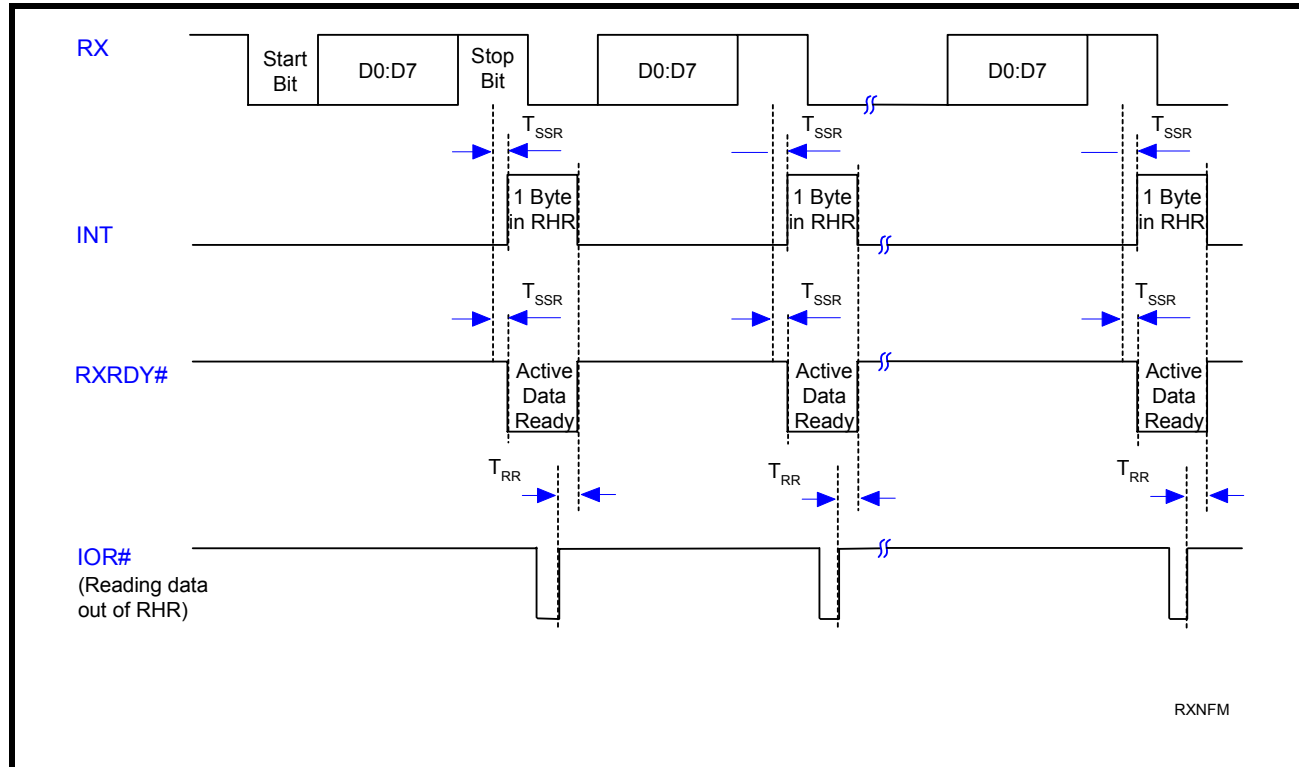 RX
Start
Bit
D0:D7
Stop
Bit
D0:D7
D0:D7
TSSR
TSSR
TSSR
INT
1 Byte
in RHR
1 Byte
in RHR
1 Byte
in RHR
TSSR
TSSR
TSSR
RXRDY#
Active
Data
Ready
Active
Data
Ready
Active
Data
Ready
TRR
TRR
TRR
IOR#
(Reading data
out of RHR)
RXNFM